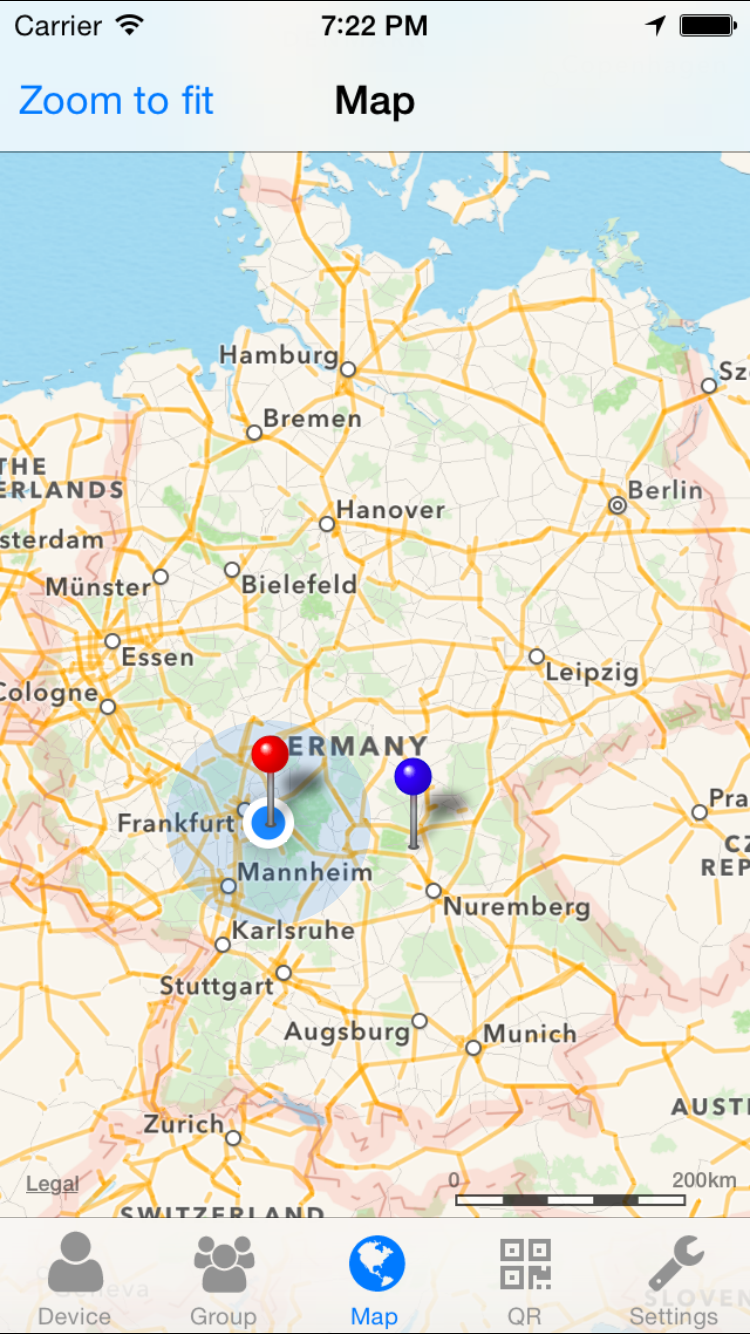 Carrier 7:22 PM
Zoom to fit Map
Hamburg
Sz
Bremen
THE
ERLANDS
Berlin
Hanover
sterdam
Münster
Bielefeld
Essen
Leipzig
Cologne
ERMANY
Pra
Frankfurt
CZ
REP
Mannheim
Nuremberg
Karlsruhe
Stuttgart
Augsburg
Munich
AUST
Zurich
Legal
0 200km
SWITZERLAND
Geneva
SLOVEN
Device Group Map QR Settings